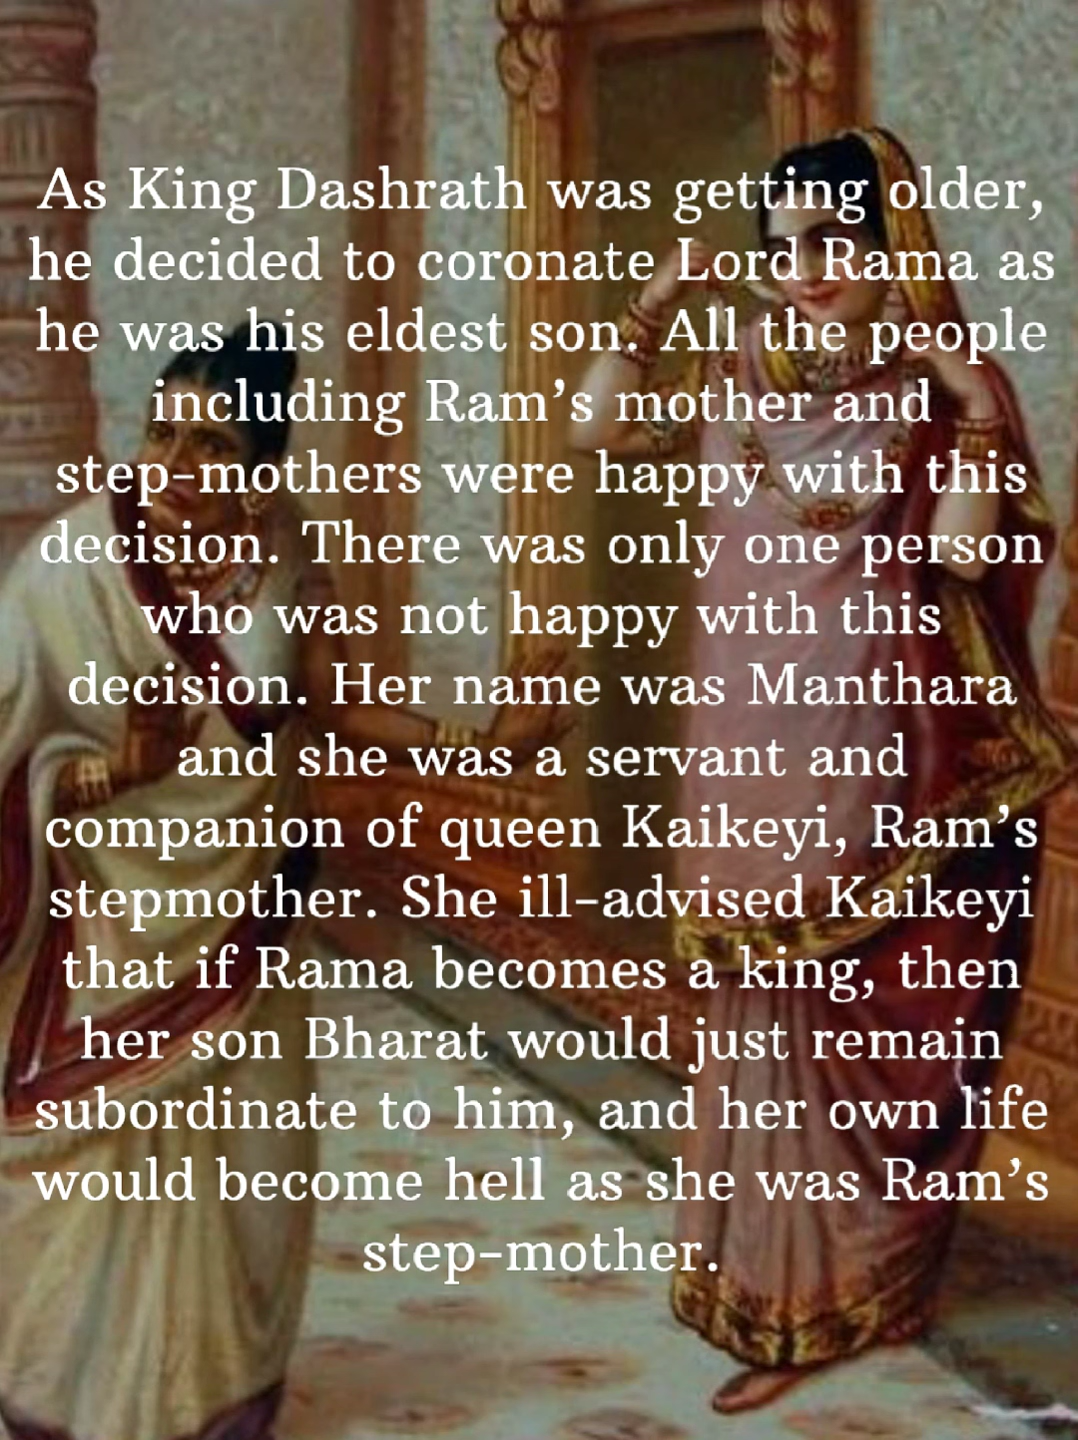 As King Dashrath was getting older,
he decided to coronate Lord Rama as
he was his eldest son. All the people
including Ram’s mother and
step-mothers were happy with this
decision. There was only one person
who was not happy with this
decision. Her name was Manthara
and she was a servant and
companion of queen Kaikeyi, Ram’s
stepmother. She ill-advised Kaikeyi
that if Rama becomes a king, then
her son Bharat would just remain
subordinate to him, and her own life
would become hell as she was Ram’s
step-mother.